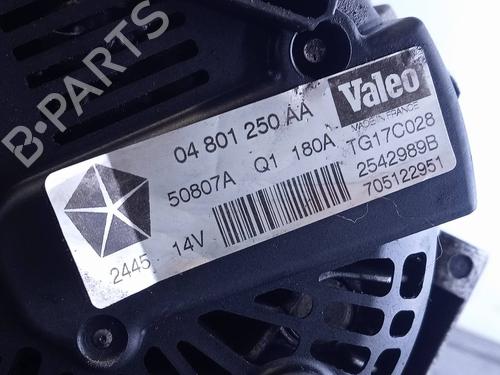 B-PARTS
Valeo
MADE IN FRANCE
04 801 250 AA
TG17C028
50807A Q1 180A
2542989B
705122951
2445 14V